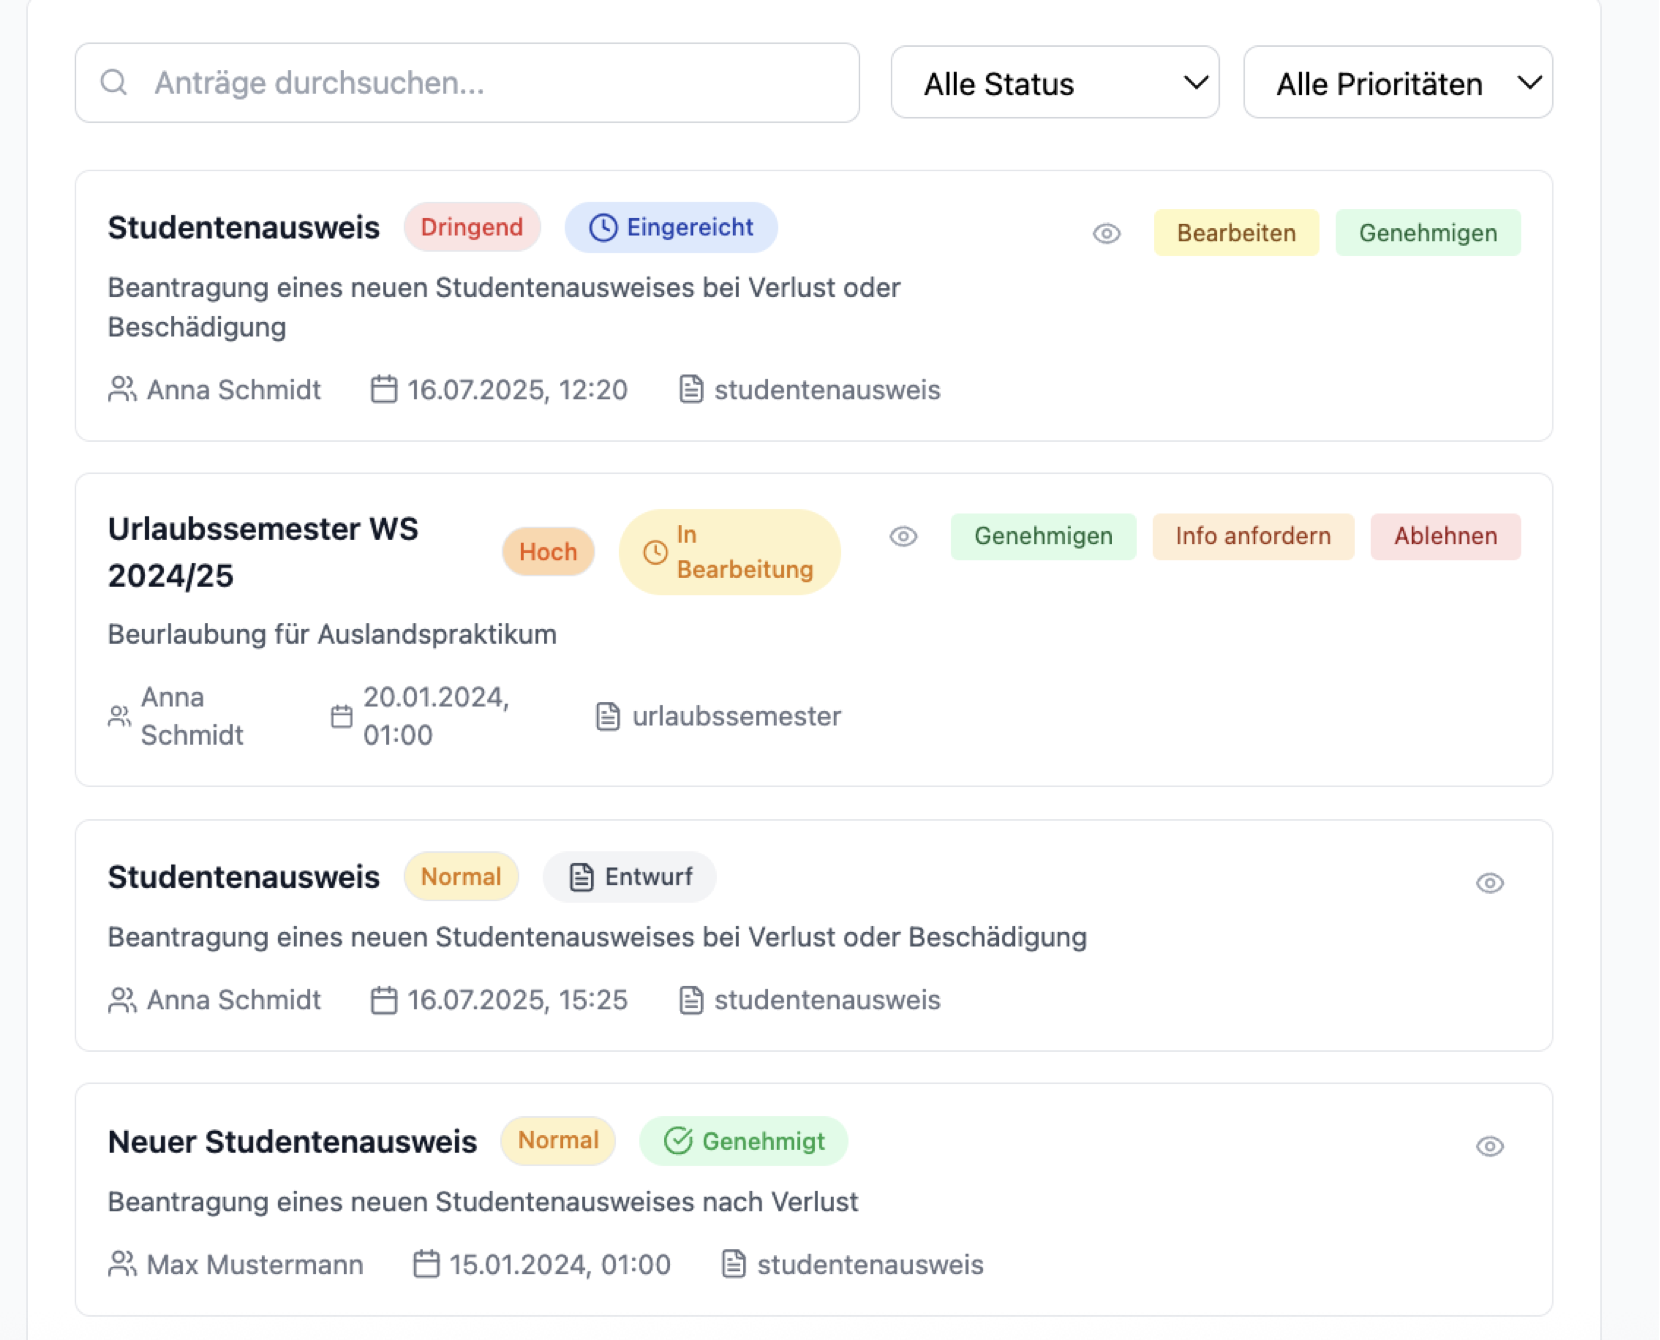 Anträge durchsuchen...
Alle Status
Alle Prioritäten
Studentenausweis
Dringend
Eingereicht
Bearbeiten
Genehmigen
Beantragung eines neuen Studentenausweises bei Verlust oder
Beschädigung
Anna Schmidt
16.07.2025, 12:20
studentenausweis
Urlaubssemester WS
2024/25
Hoch
In
Bearbeitung
Genehmigen
Info anfordern
Ablehnen
Beurlaubung für Auslandspraktikum
Anna
Schmidt
20.01.2024,
01:00
urlaubssemester
Studentenausweis
Normal
Entwurf
Beantragung eines neuen Studentenausweises bei Verlust oder Beschädigung
Anna Schmidt
16.07.2025, 15:25
studentenausweis
Neuer Studentenausweis
Normal
Genehmigt
Beantragung eines neuen Studentenausweises nach Verlust
Max Mustermann
15.01.2024, 01:00
studentenausweis